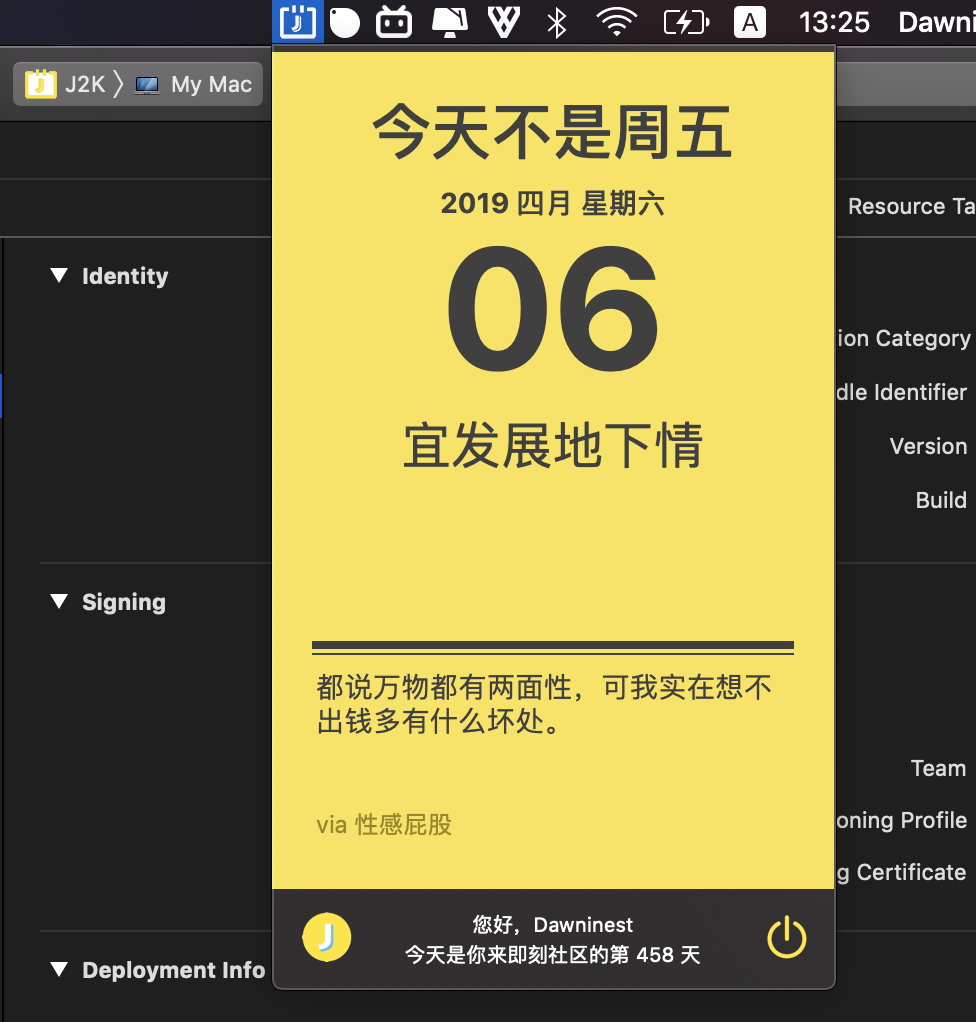 13:25
Dawni
J2K
My Mac
今天不是周五
2019 四月 星期六
06
宜发展地下情
都说万物都有两面性，可我实在想不
出钱多有什么坏处。
via 性感屁股
您好，Dawninest
今天是你来即刻社区的第 458 天
Identity
Signing
Deployment Info
Resource Ta
ion Category
dle Identifier
Version
Build
Team
oning Profile
g Certificate